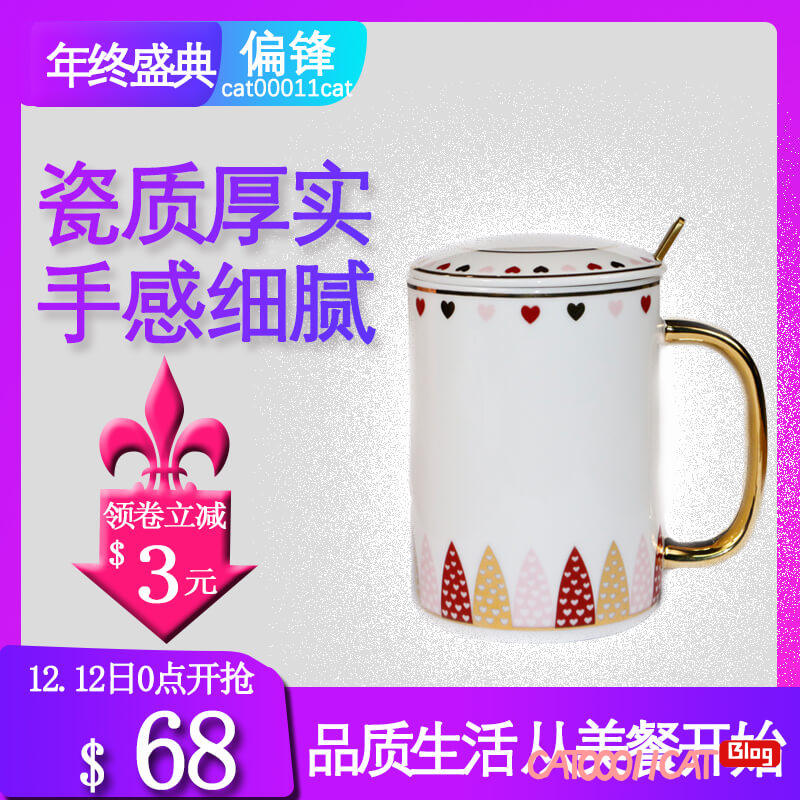 年终盛典
偏锋
cat00011cat
瓷质厚实
手感细腻
领卷立减
$3元
12.12日0点开抢
$68
品质生活从美餐开始
CAT00011CAT
Blog